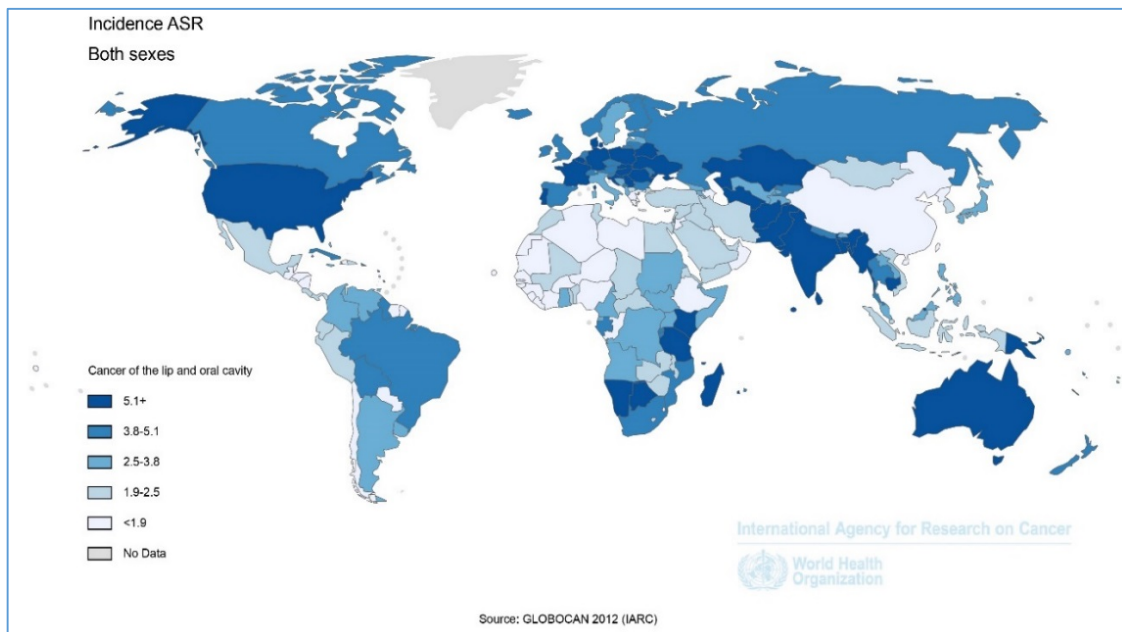 Incidence ASR
Both sexes
Cancer of the lip and oral cavity
5.1+
3.8-5.1
2.5-3.8
1.9-2.5
<1.9
No Data
International Agency for Research on Cancer
World Health
Organization
Source: GLOBOCAN 2012 (IARC)